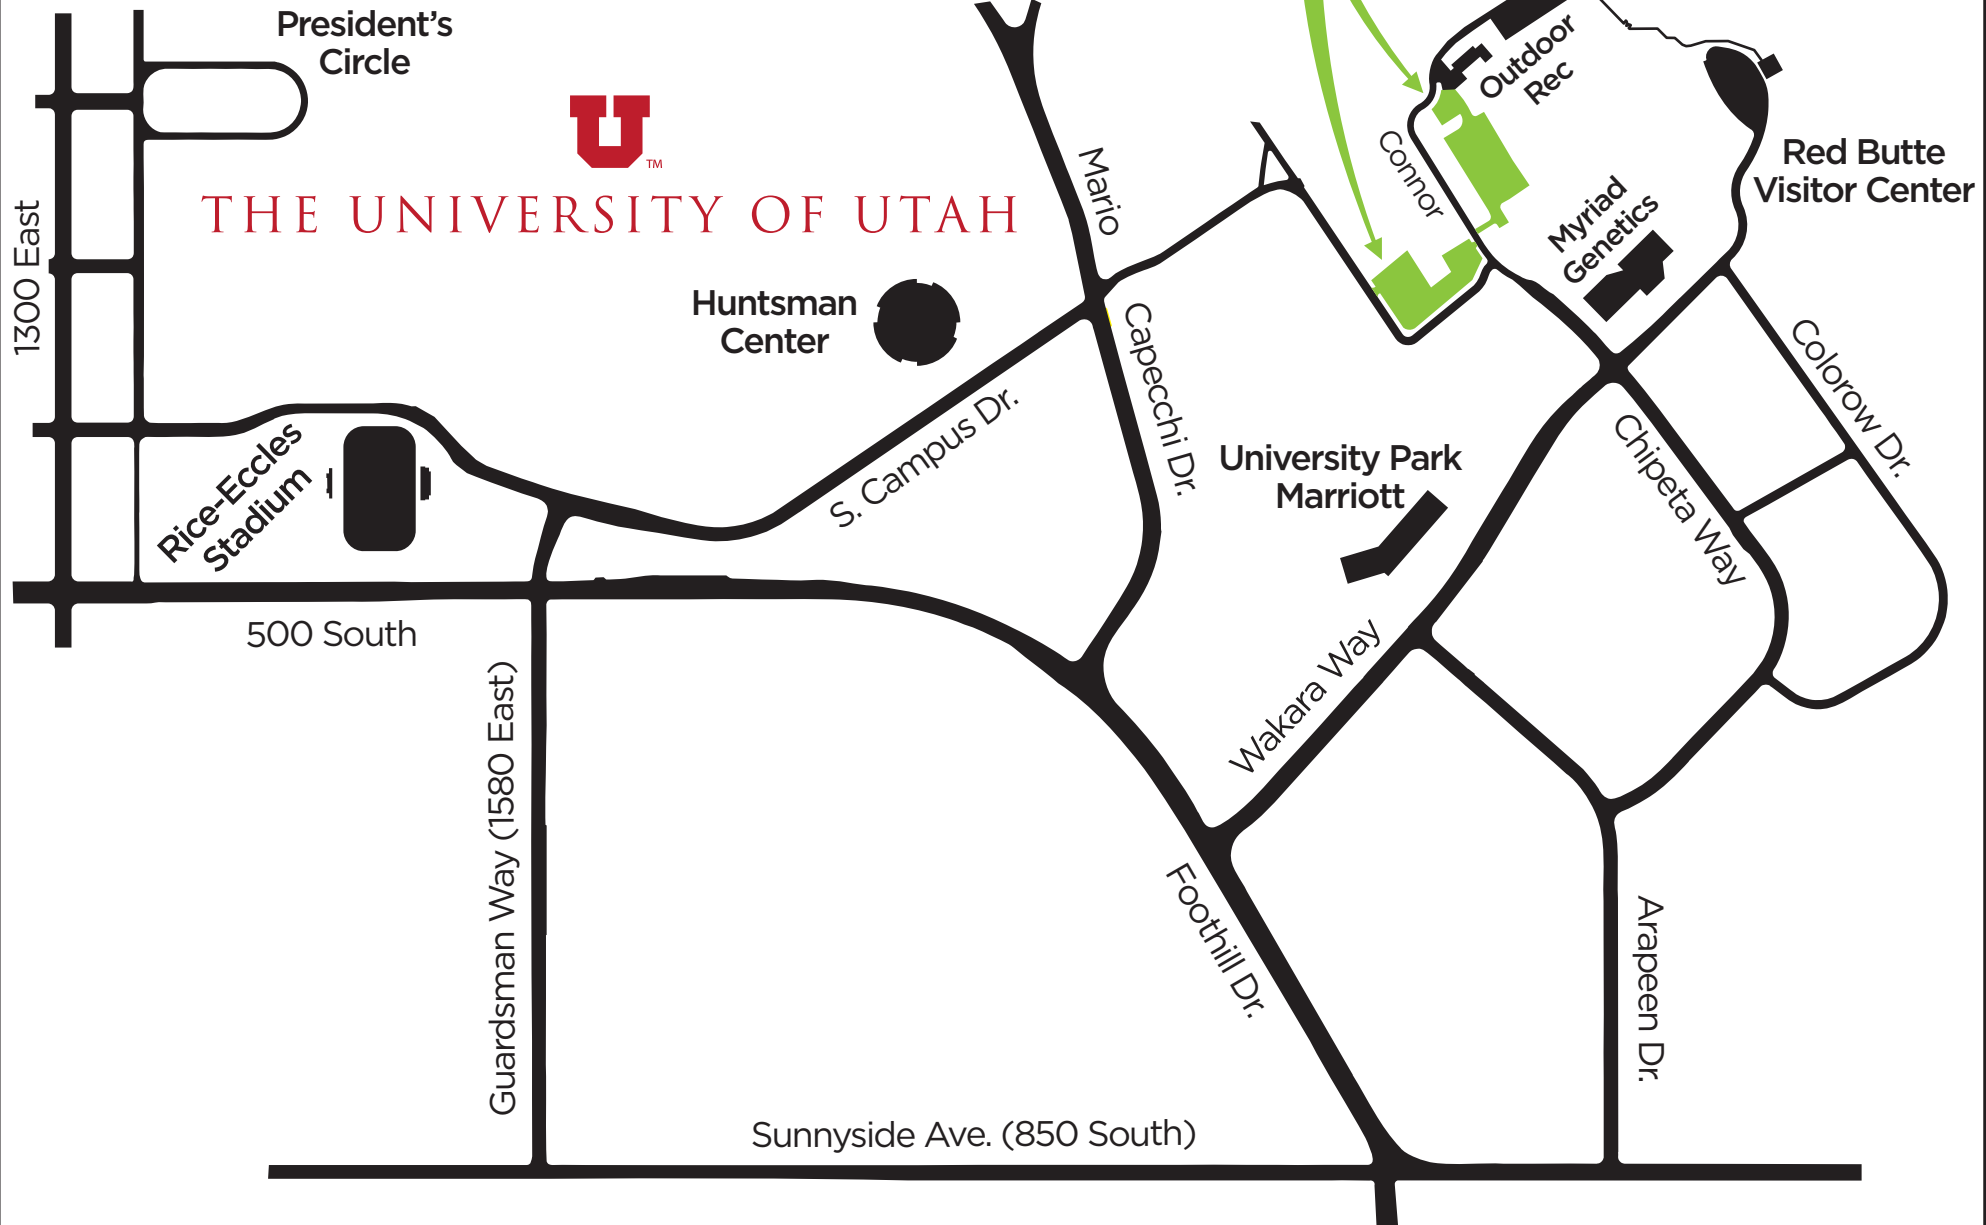 President's
Circle
Outdoor
Rec
TM
THE UNIVERSITY OF UTAH
Mario
Connor
Red Butte
Visitor Center
Myriad
Genetics
1300 East
Huntsman
Center
Capecchi Dr.
Colorow Dr.
S. Campus Dr.
University Park
Marriott
Chipeta Way
Rice-Eccles
Stadium
500 South
Wakara Way
Guardsman Way (1580 East)
Foothill Dr.
Arapeen Dr.
Sunnyside Ave. (850 South)